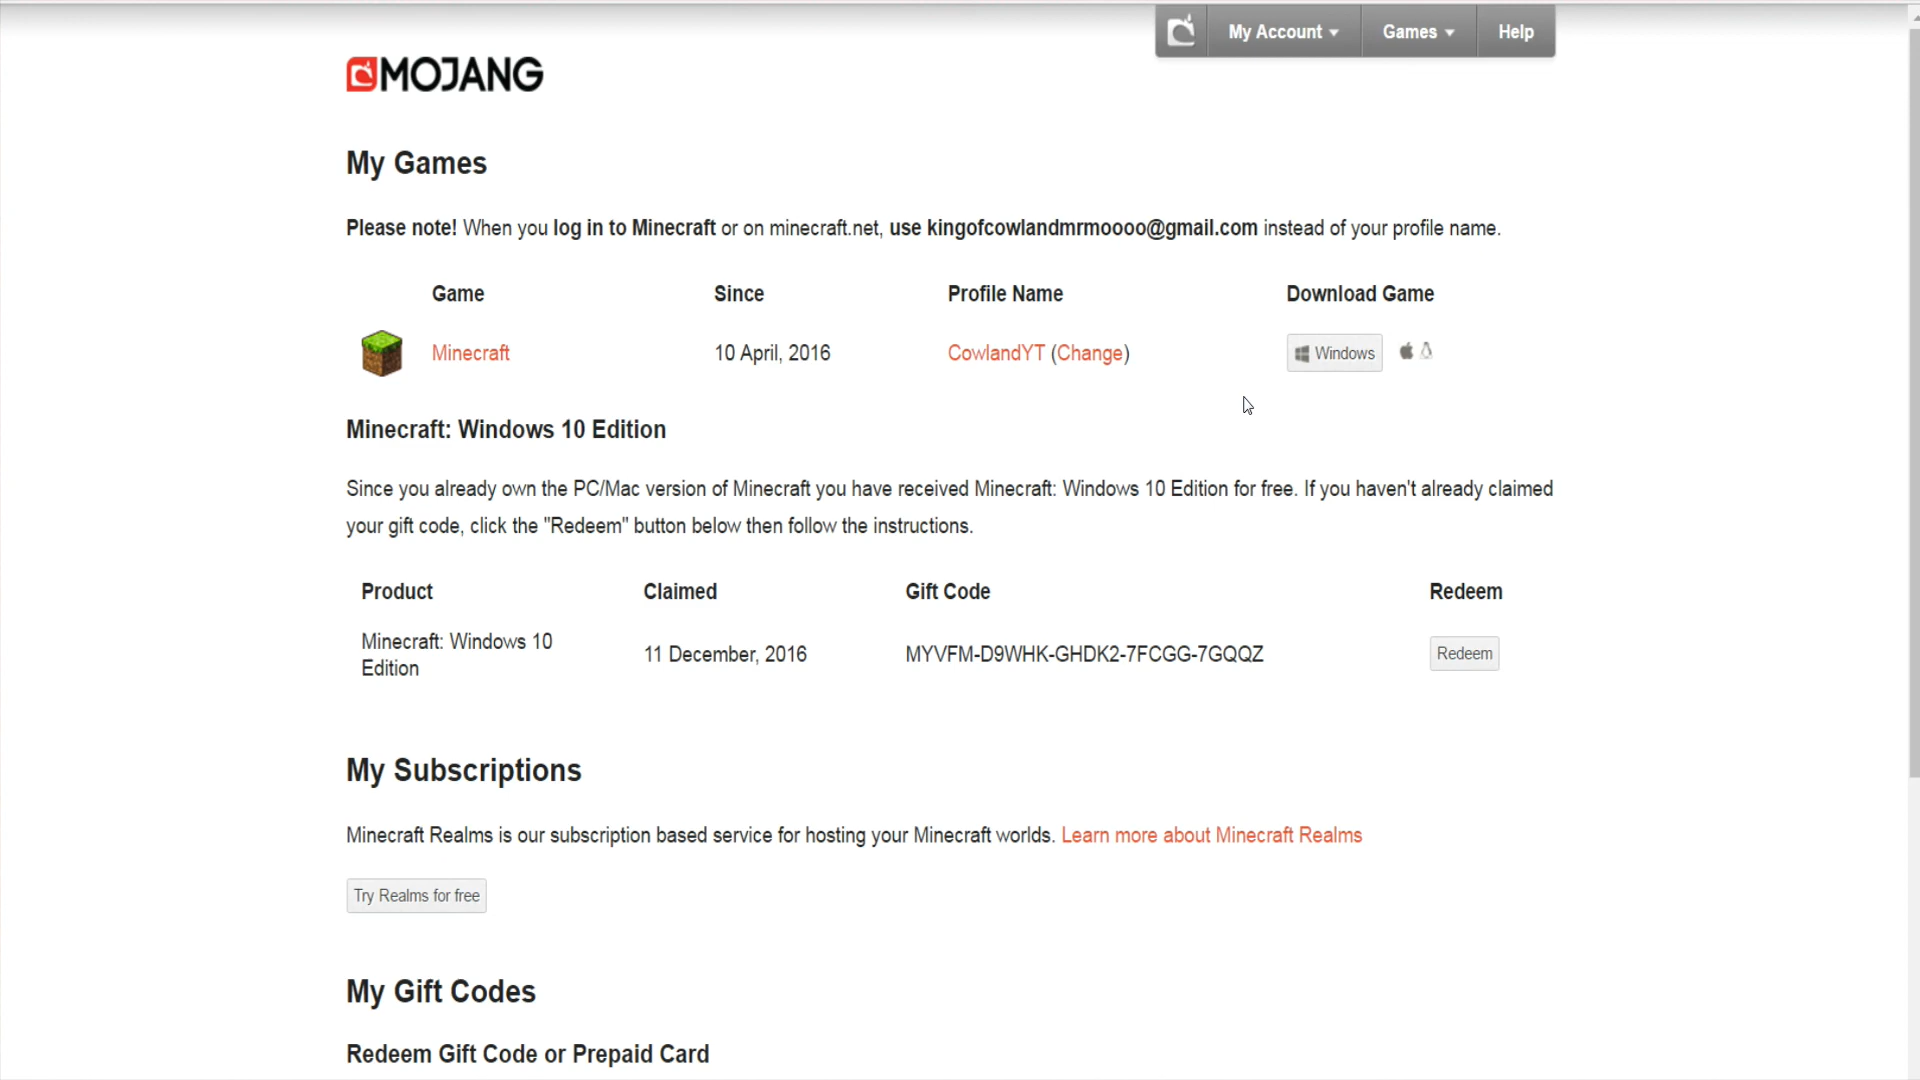 My Account
Games
Help
MOJANG
My Games
Please note! When you log in to Minecraft or on minecraft.net, use kingofcowlandmrmoooo@gmail.com instead of your profile name.
Game Since Profile Name Download Game
Minecraft 10 April, 2016 CowlandYT (Change) Windows
Minecraft: Windows 10 Edition
Since you already own the PC/Mac version of Minecraft you have received Minecraft: Windows 10 Edition for free. If you haven't already claimed
your gift code, click the "Redeem" button below then follow the instructions.
Product Claimed Gift Code Redeem
Minecraft: Windows 10
Edition
11 December, 2016 MYVFM-D9WHK-GHDK2-7FCGG-7GQQZ Redeem
My Subscriptions
Minecraft Realms is our subscription based service for hosting your Minecraft worlds. Learn more about Minecraft Realms
Try Realms for free
My Gift Codes
Redeem Gift Code or Prepaid Card